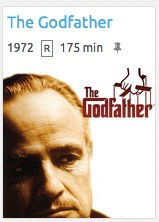 The Godfather
1972 R 175 min
The
Godfather